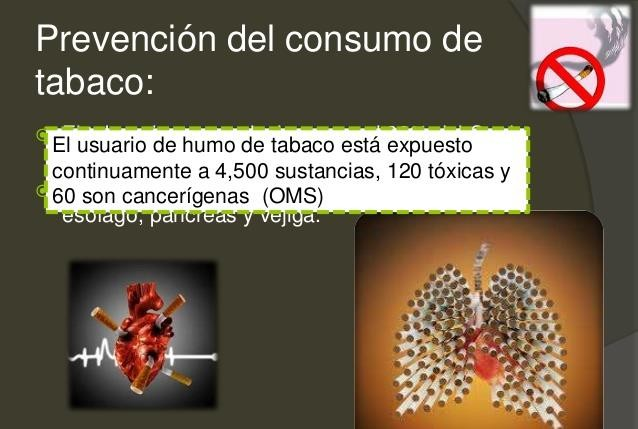 Prevención del consumo de
tabaco:
El usuario de humo de tabaco está expuesto
continuamente a 4,500 sustancias, 120 tóxicas y
60 son cancerígenas (OMS)
esófago, páncreas y vejiga.